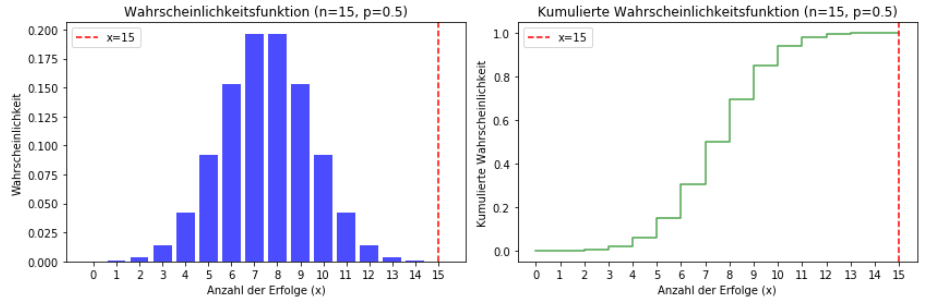 Wahrscheinlichkeitsfunktion (n=15, p=0.5)
x=15
Wahrscheinlichkeit
0.200
0.175
0.150
0.125
0.100
0.075
0.050
0.025
0.000
0 1 2 3 4 5 6 7 8 9 10 11 12 13 14 15
Anzahl der Erfolge (x)
Kumulierte Wahrscheinlichkeitsfunktion (n=15, p=0.5)
x=15
Kumulierte Wahrscheinlichkeit
1.0
0.8
0.6
0.4
0.2
0.0
0 1 2 3 4 5 6 7 8 9 10 11 12 13 14 15
Anzahl der Erfolge (x)